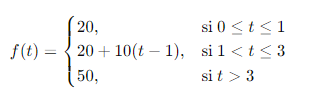 20, si 0 ≤ t ≤ 1
f(t) = { 20 + 10(t − 1), si 1 < t ≤ 3
50, si t > 3